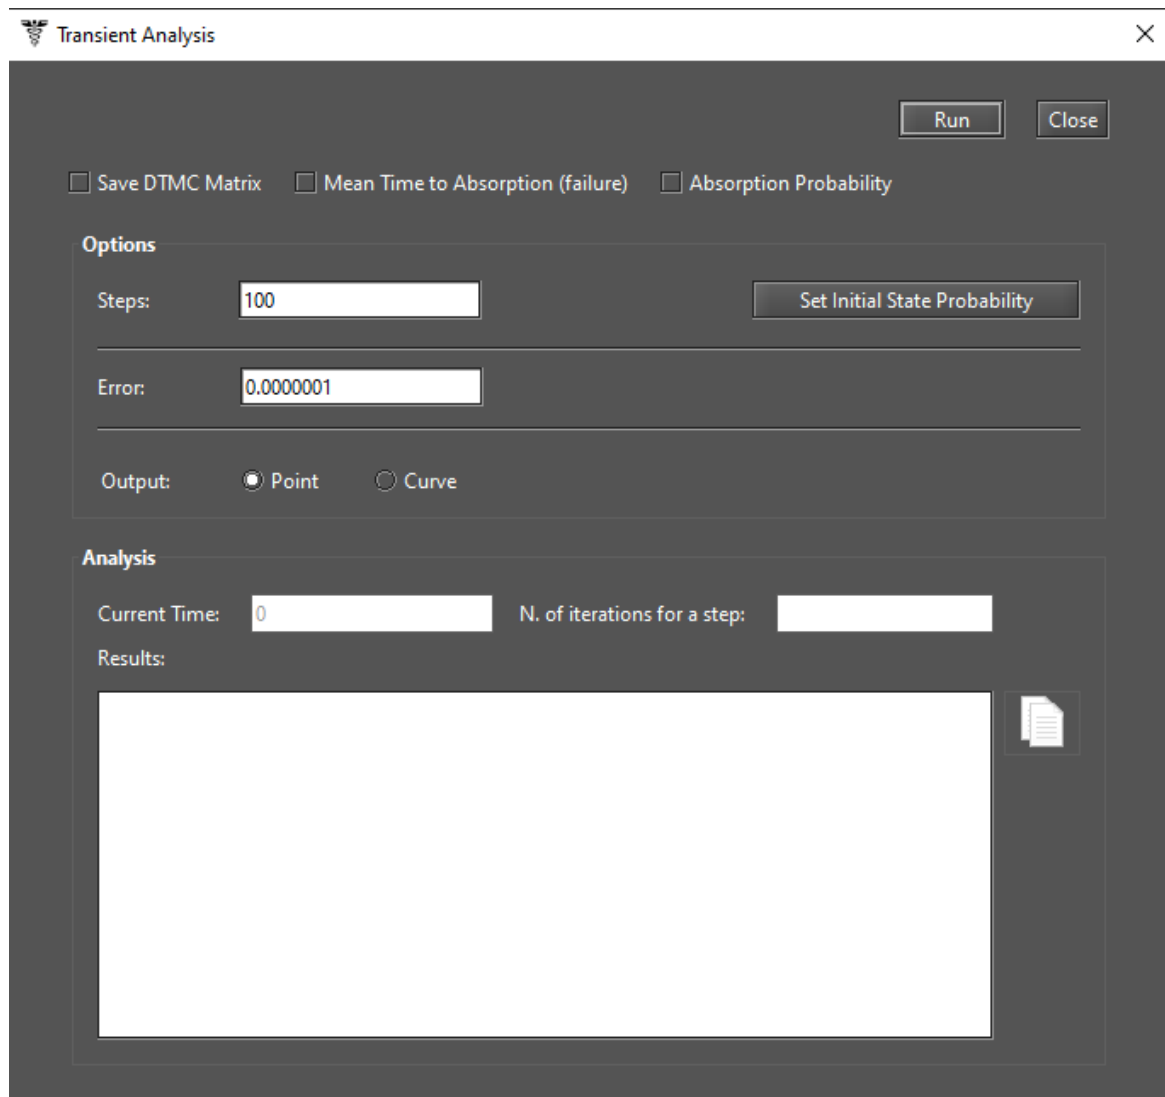 Transient Analysis
Run Close
Save DTMC Matrix Mean Time to Absorption (failure) Absorption Probability
Options
Steps: 100 Set Initial State Probability
Error: 0.0000001
Output: Point Curve
Analysis
Current Time: 0 N. of iterations for a step:
Results: